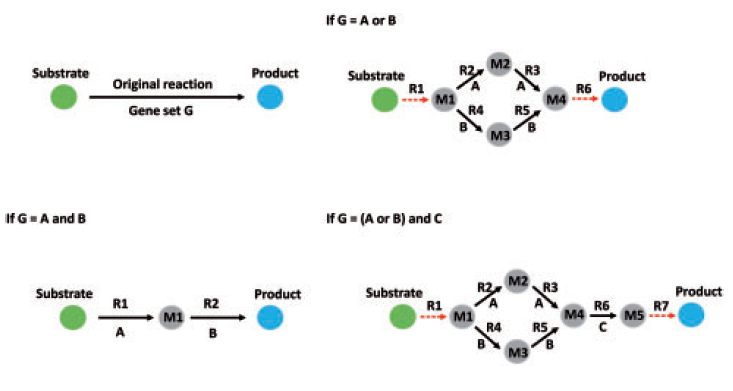 If G = A or B
Substrate
Original reaction
Gene set G
Product
Substrate
R1
M1
R2
A
M2
R3
A
R4
B
M3
R5
B
M4
R6
Product
If G = A and B
Substrate
R1
A
M1
R2
B
Product
If G = (A or B) and C
Substrate
R1
M1
R2
A
M2
R3
A
R4
B
M3
R5
B
M4
R6
C
M5
R7
Product